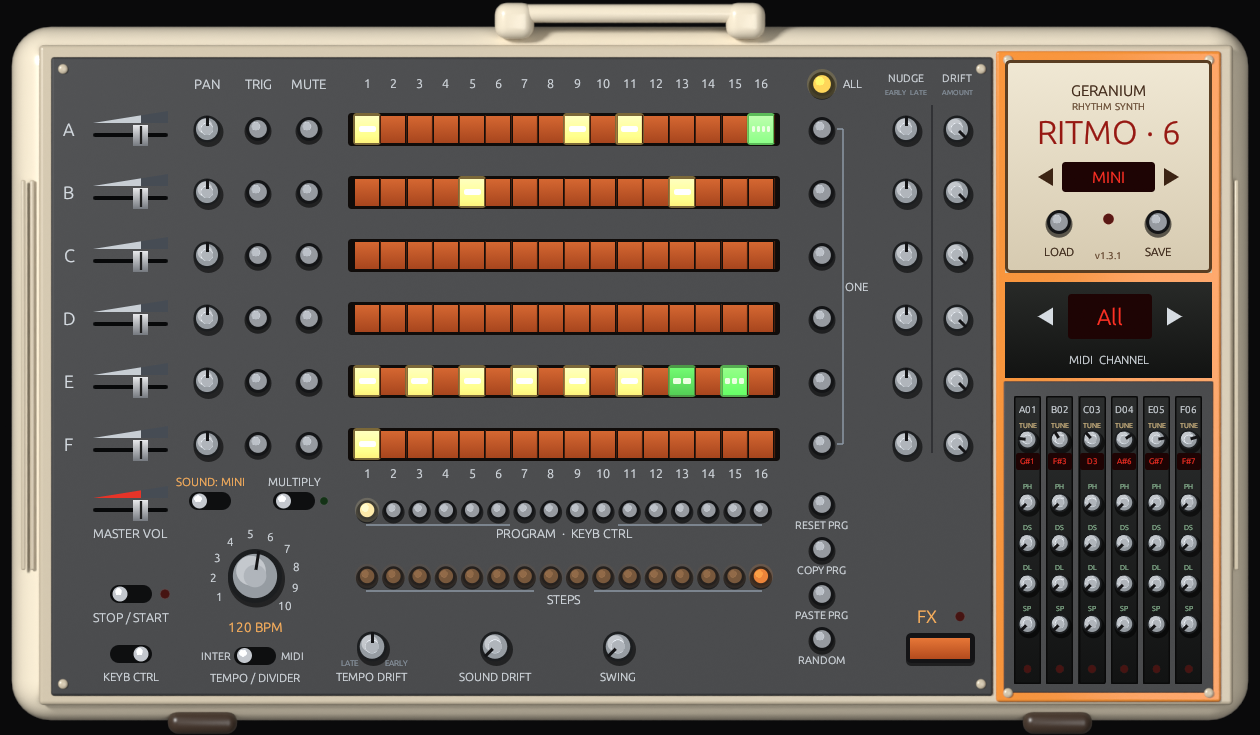 PAN TRIG MUTE 1 2 3 4 5 6 7 8 9 10 11 12 13 14 15 16 ALL NUDGE DRIFT
EARLY LATE AMOUNT
A
B
C
D
E
F
ONE
1 2 3 4 5 6 7 8 9 10 11 12 13 14 15 16
SOUND: MINI MULTIPLY
MASTER VOL
PROGRAM · KEYB CTRL
RESET PRG
COPY PRG
PASTE PRG
RANDOM
1 2 3 4 5 6 7 8 9 10
120 BPM
STOP / START
STEPS
KEYB CTRL
INTER MIDI
TEMPO / DIVIDER
LATE EARLY
TEMPO DRIFT SOUND DRIFT SWING
FX
GERANIUM
RHYTHM SYNTH
RITMO · 6
MINI
LOAD v1.3.1 SAVE
All
MIDI CHANNEL
A01 B02 C03 D04 E05 F06
TUNE TUNE TUNE TUNE TUNE TUNE
G#1 F#3 D3 A#6 G#7 F#7
PH PH PH PH PH PH
DS DS DS DS DS DS
DL DL DL DL DL DL
SP SP SP SP SP SP